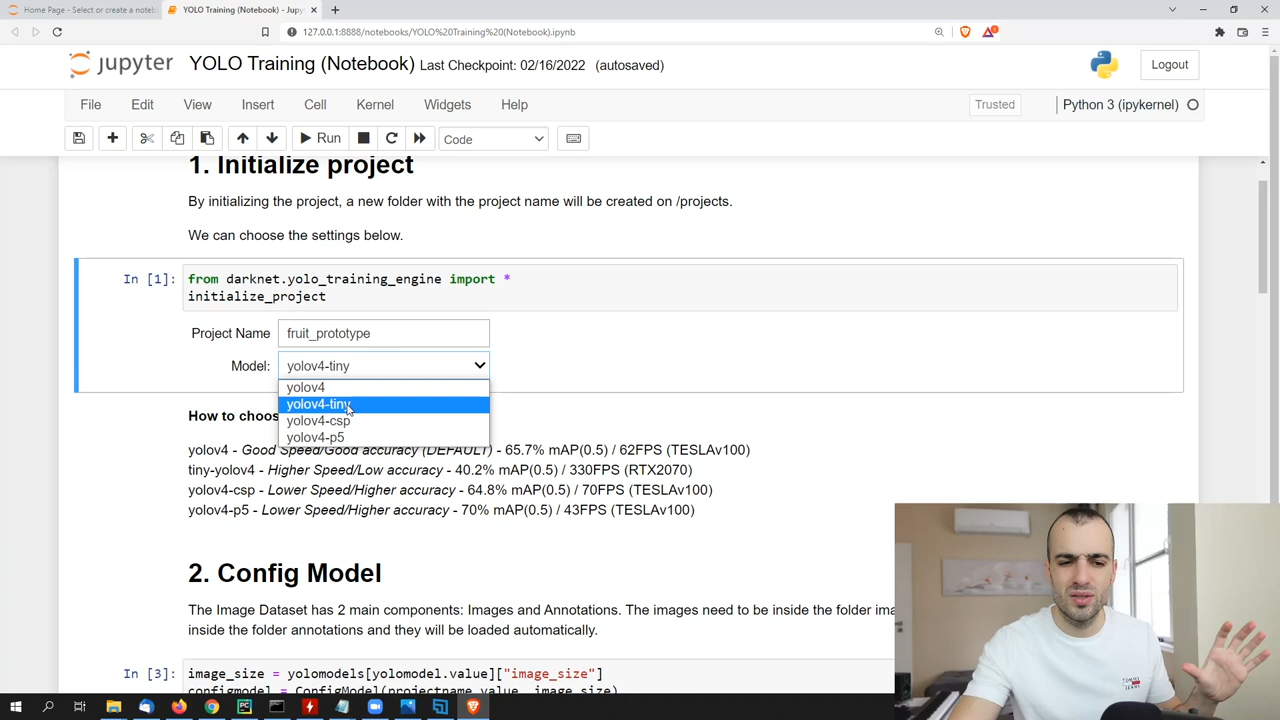 Home Page - Select or create a noteb
YOLO Training (Notebook) - Jupyt
127.0.0.1:8888/notebooks/YOLO%20Training%20(Notebook).ipynb
jupyter YOLO Training (Notebook) Last Checkpoint: 02/16/2022 (autosaved)
Logout
File Edit View Insert Cell Kernel Widgets Help
Trusted
Python 3 (ipykernel)
Run
Code
1. Initialize project
By initializing the project, a new folder with the project name will be created on /projects.
We can choose the settings below.
In [1]: from darknet.yolo_training_engine import *
initialize_project
Project Name fruit_prototype
Model: yolov4-tiny
yolov4
yolov4-tiny
yolov4-csp
yolov4-p5
How to choos
yolov4 - Good Speed/Good accuracy (DEFAULT) - 65.7% mAP(0.5) / 62FPS (TESLAv100)
tiny-yolov4 - Higher Speed/Low accuracy - 40.2% mAP(0.5) / 330FPS (RTX2070)
yolov4-csp - Lower Speed/Higher accuracy - 64.8% mAP(0.5) / 70FPS (TESLAv100)
yolov4-p5 - Lower Speed/Higher accuracy - 70% mAP(0.5) / 43FPS (TESLAv100)
2. Config Model
The Image Dataset has 2 main components: Images and Annotations. The images need to be inside the folder ima
inside the folder annotations and they will be loaded automatically.
In [3]: image_size = yolomodels[yolomodel.value]["image_size"]
configmodel = ConfigModel(projectname.value, image_size)